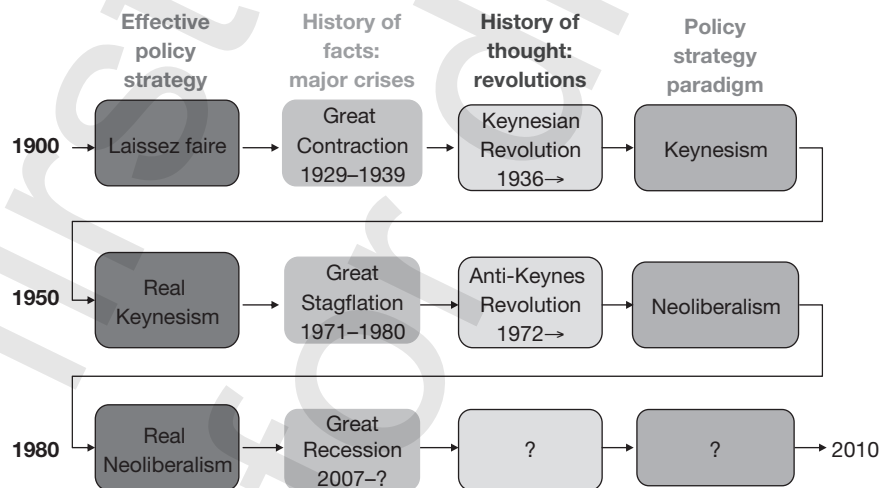 Effective
policy
strategy
History of
facts:
major crises
History of
thought:
revolutions
Policy
strategy
paradigm
1900
Laissez faire
Great
Contraction
1929–1939
Keynesian
Revolution
1936→
Keynesism
1950
Real
Keynesism
Great
Stagflation
1971–1980
Anti-Keynes
Revolution
1972→
Neoliberalism
1980
Real
Neoliberalism
Great
Recession
2007–?
?
?
2010